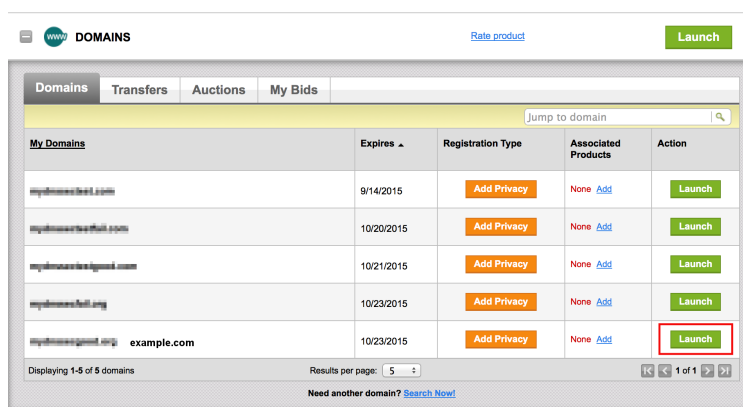 www DOMAINS Rate product Launch
Domains Transfers Auctions My Bids
Jump to domain
My Domains Expires Registration Type Associated Products Action
9/14/2015 Add Privacy None Add Launch
10/20/2015 Add Privacy None Add Launch
10/21/2015 Add Privacy None Add Launch
10/23/2015 Add Privacy None Add Launch
example.com 10/23/2015 Add Privacy None Add Launch
Displaying 1-5 of 5 domains Results per page: 5 1 of 1
Need another domain? Search Now!